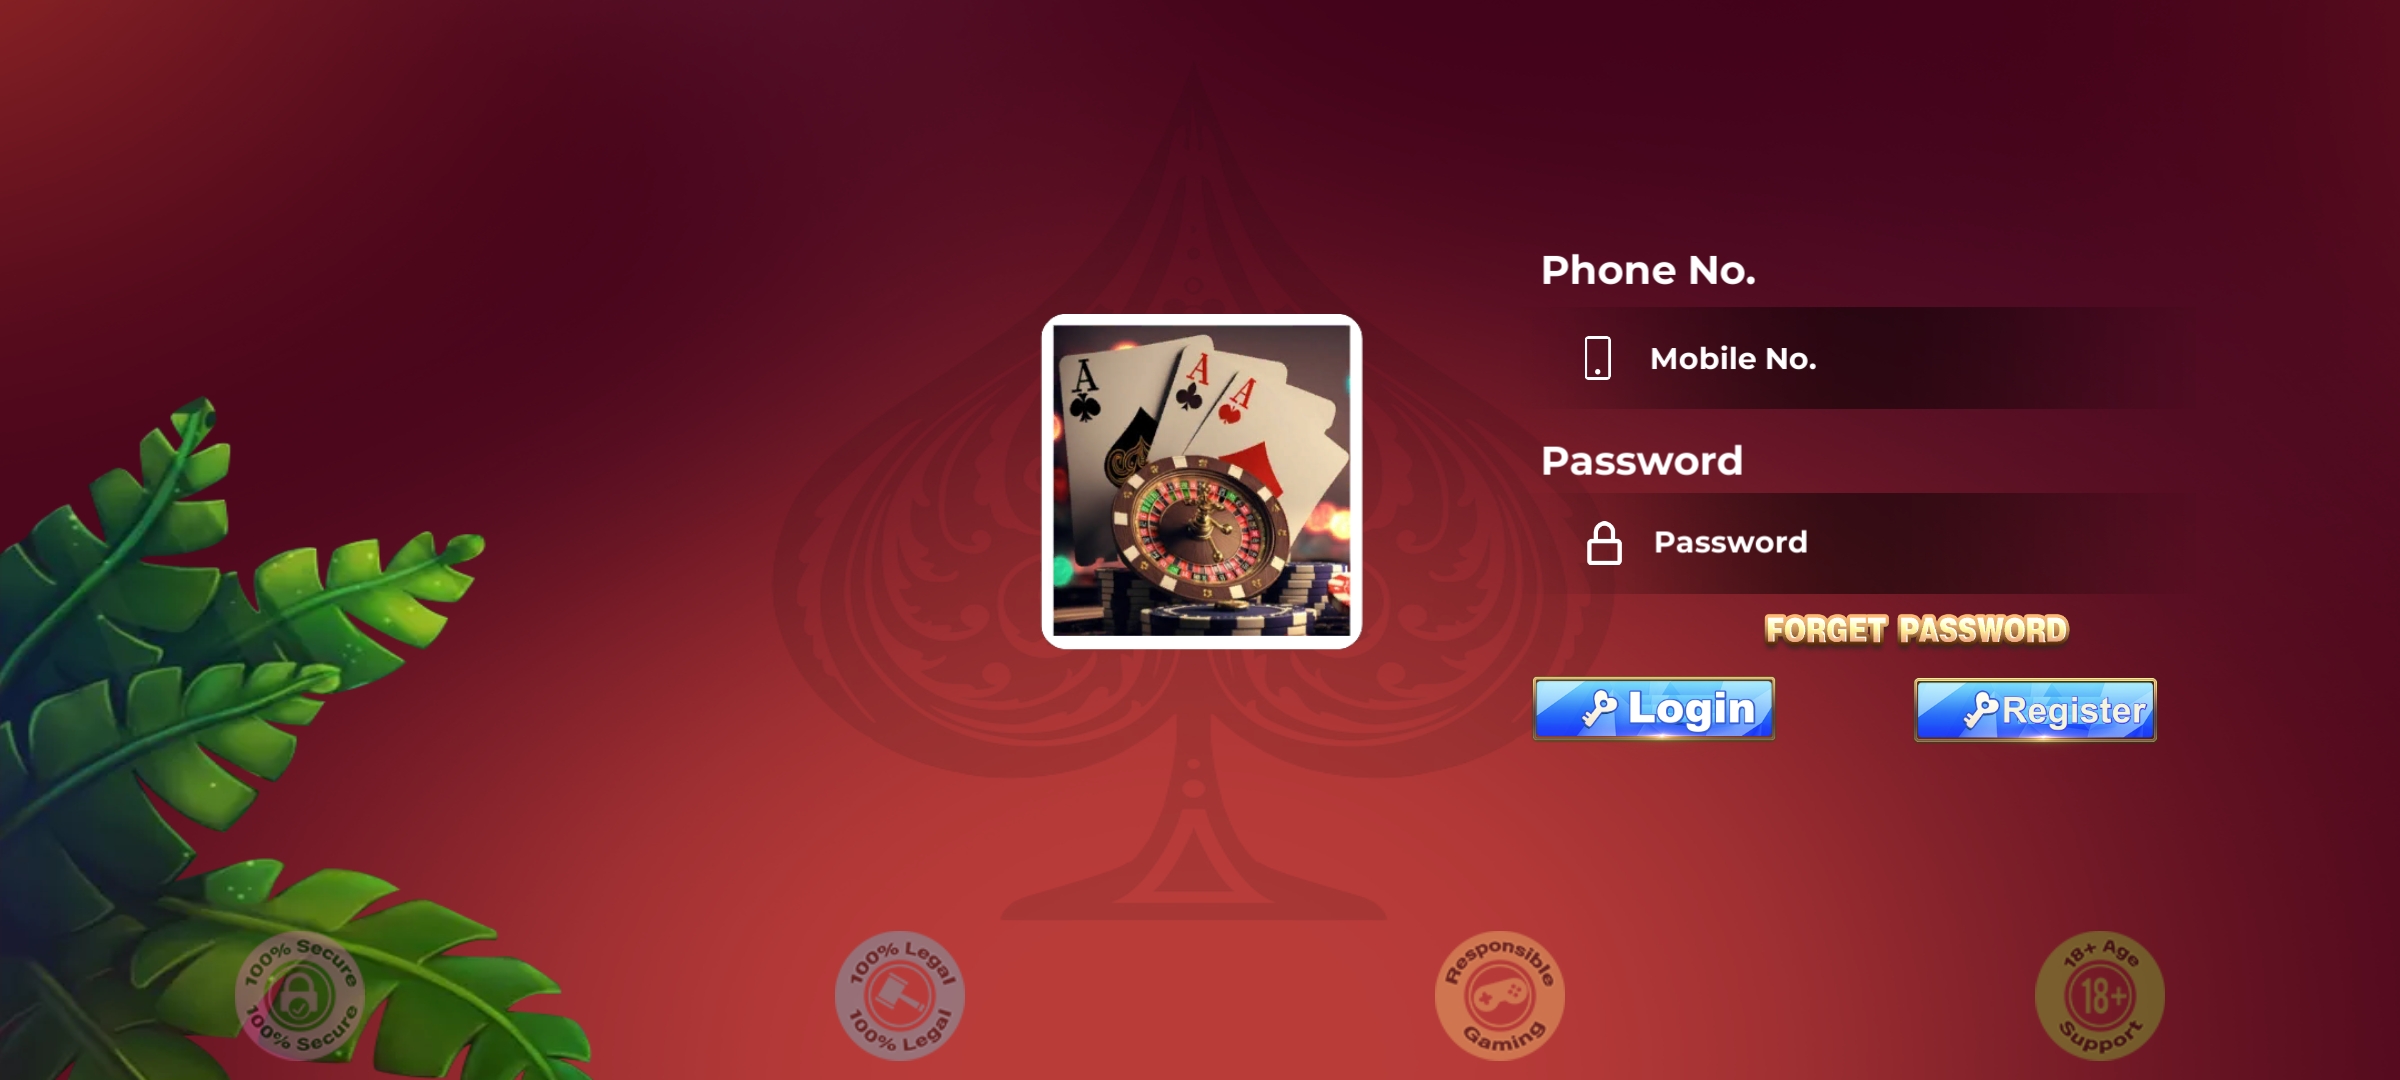 Phone No.
Mobile No.
Password
Password
FORGET PASSWORD
Login
Register
A
A
A
100% Secure
100% Secure
100% Legal
100% Legal
Responsible
Gaming
18+ Age
18+
Support